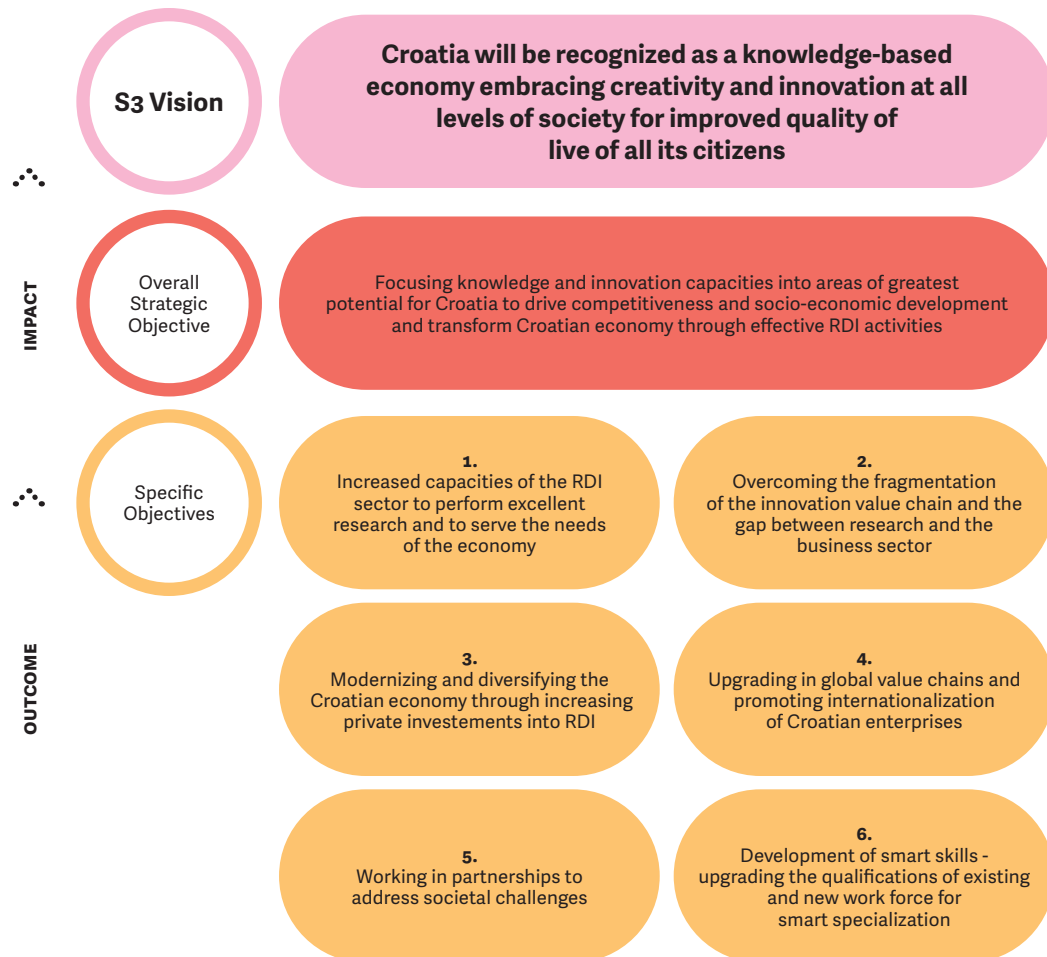 S3 Vision
Croatia will be recognized as a knowledge-based
economy embracing creativity and innovation at all
levels of society for improved quality of
live of all its citizens
IMPACT
Overall
Strategic
Objective
Focusing knowledge and innovation capacities into areas of greatest
potential for Croatia to drive competitiveness and socio-economic development
and transform Croatian economy through effective RDI activities
OUTCOME
Specific
Objectives
1.
Increased capacities of the RDI
sector to perform excellent
research and to serve the needs
of the economy
2.
Overcoming the fragmentation
of the innovation value chain and the
gap between research and the
business sector
3.
Modernizing and diversifying the
Croatian economy through increasing
private investements into RDI
4.
Upgrading in global value chains and
promoting internationalization
of Croatian enterprises
5.
Working in partnerships to
address societal challenges
6.
Development of smart skills -
upgrading the qualifications of existing
and new work force for
smart specialization